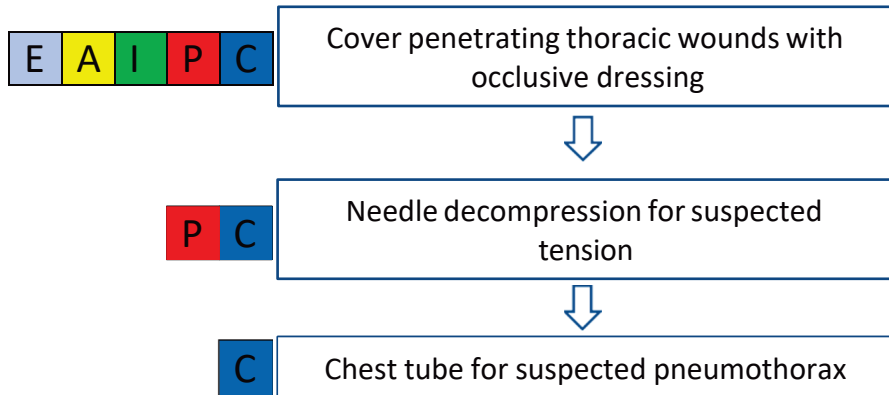 E A I P C
Cover penetrating thoracic wounds with
occlusive dressing
P C
Needle decompression for suspected
tension
C
Chest tube for suspected pneumothorax